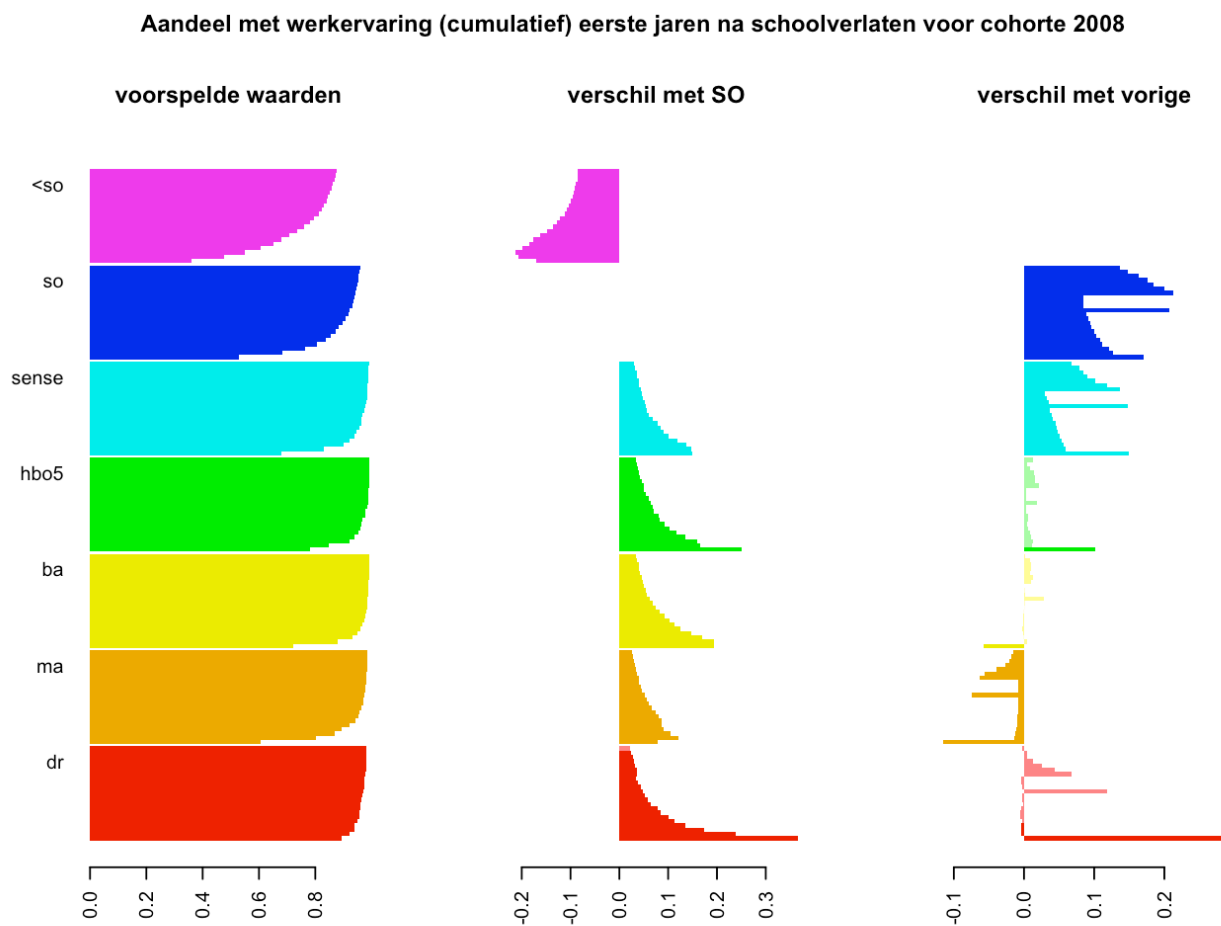 Aandeel met werkervaring (cumulatief) eerste jaren na schoolverlaten voor cohorte 2008
voorspelde waarden
verschil met SO
verschil met vorige
<so
so
sense
hbo5
ba
ma
dr
0.0 0.2 0.4 0.6 0.8
-0.2 -0.1 0.0 0.1 0.2 0.3
-0.1 0.0 0.1 0.2